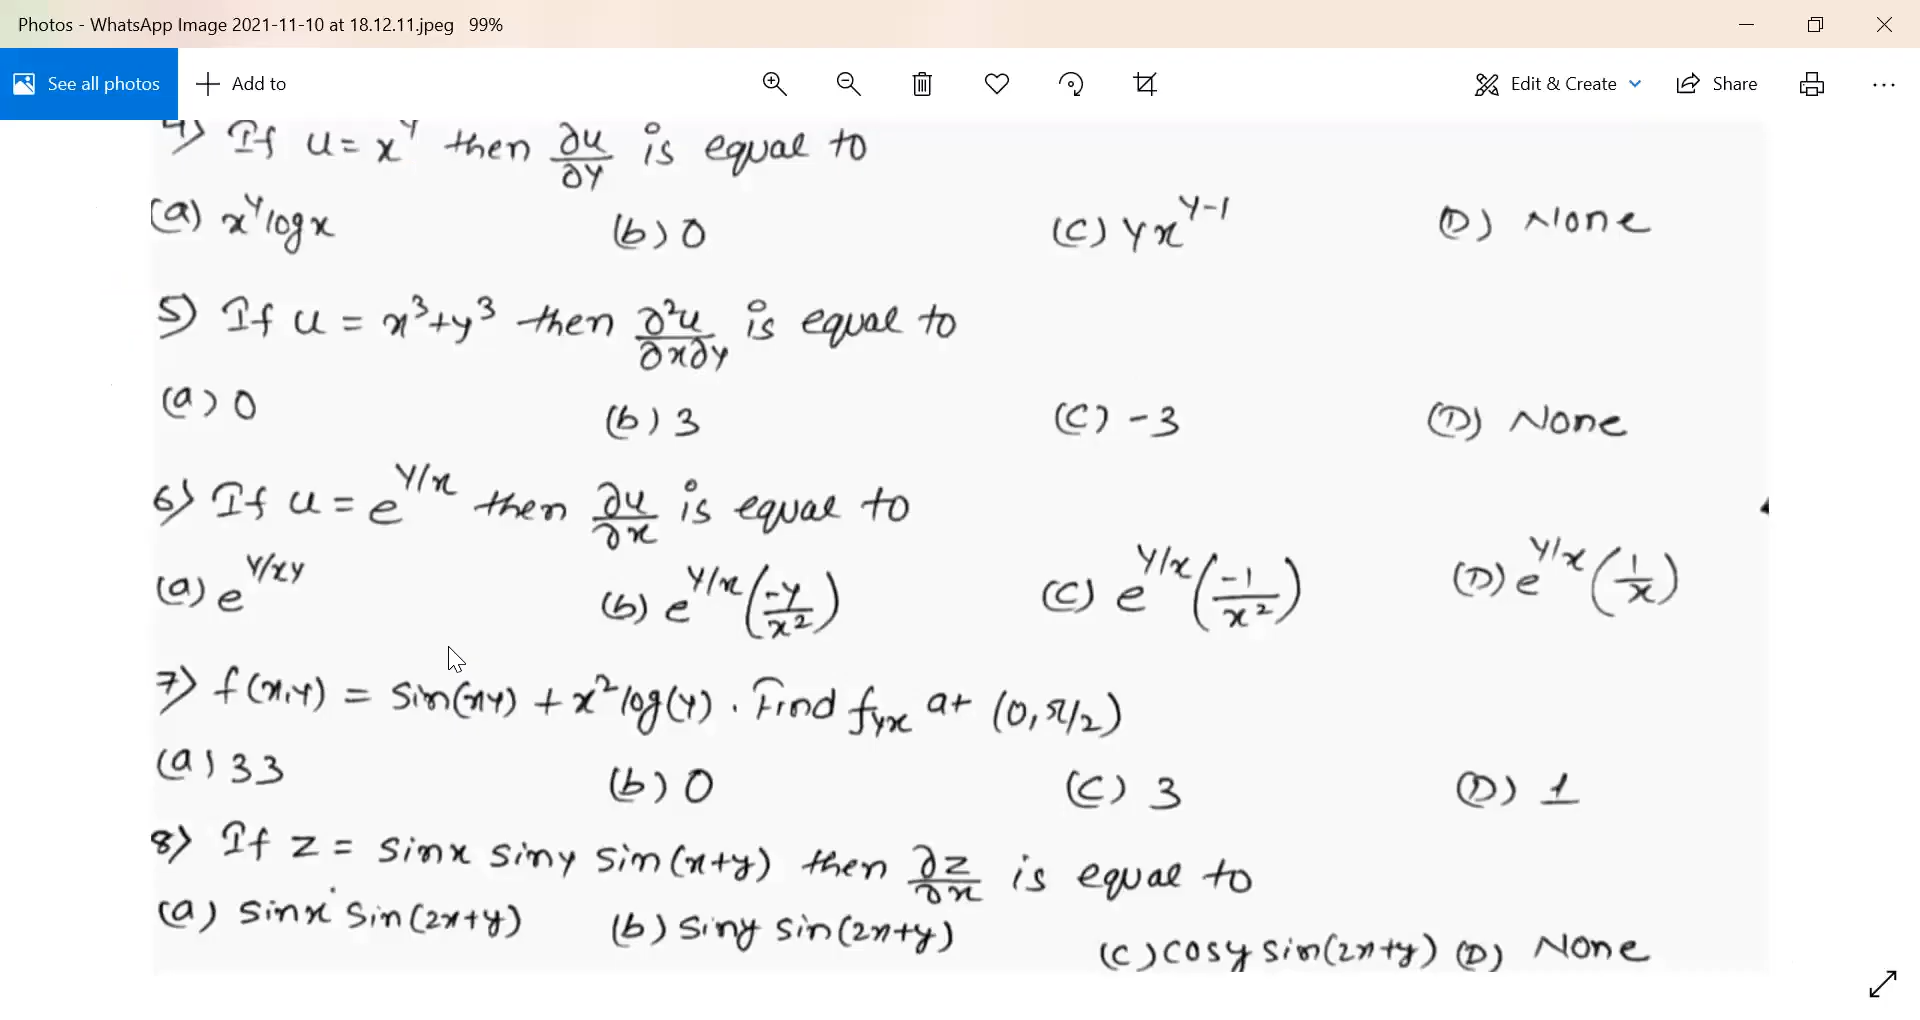 Photos - WhatsApp Image 2021-11-10 at 18.12.11.jpeg 99%
See all photos
Add to
Edit & Create
Share
4) If u = x^y then ∂u/∂y is equal to
(a) x^y log x (b) 0 (c) y x^(y-1) (D) None
5) If u = x³+y³ then ∂²u/∂x∂y is equal to
(a) 0 (b) 3 (c) -3 (D) None
6) If u = e^(y/x) then ∂u/∂x is equal to
(a) e^(y/xy) (b) e^(y/x) (-y/x²) (c) e^(y/x) (-1/x²) (D) e^(y/x) (1/x)
7) f(x,y) = sin(xy) + x² log(y). Find f_yx at (0, π/2)
(a) 33 (b) 0 (c) 3 (D) 1
8) If z = sinx siny sin(x+y) then ∂z/∂x is equal to
(a) sinx sin(2x+y) (b) siny sin(2x+y) (c) cosy sin(2x+y) (D) None